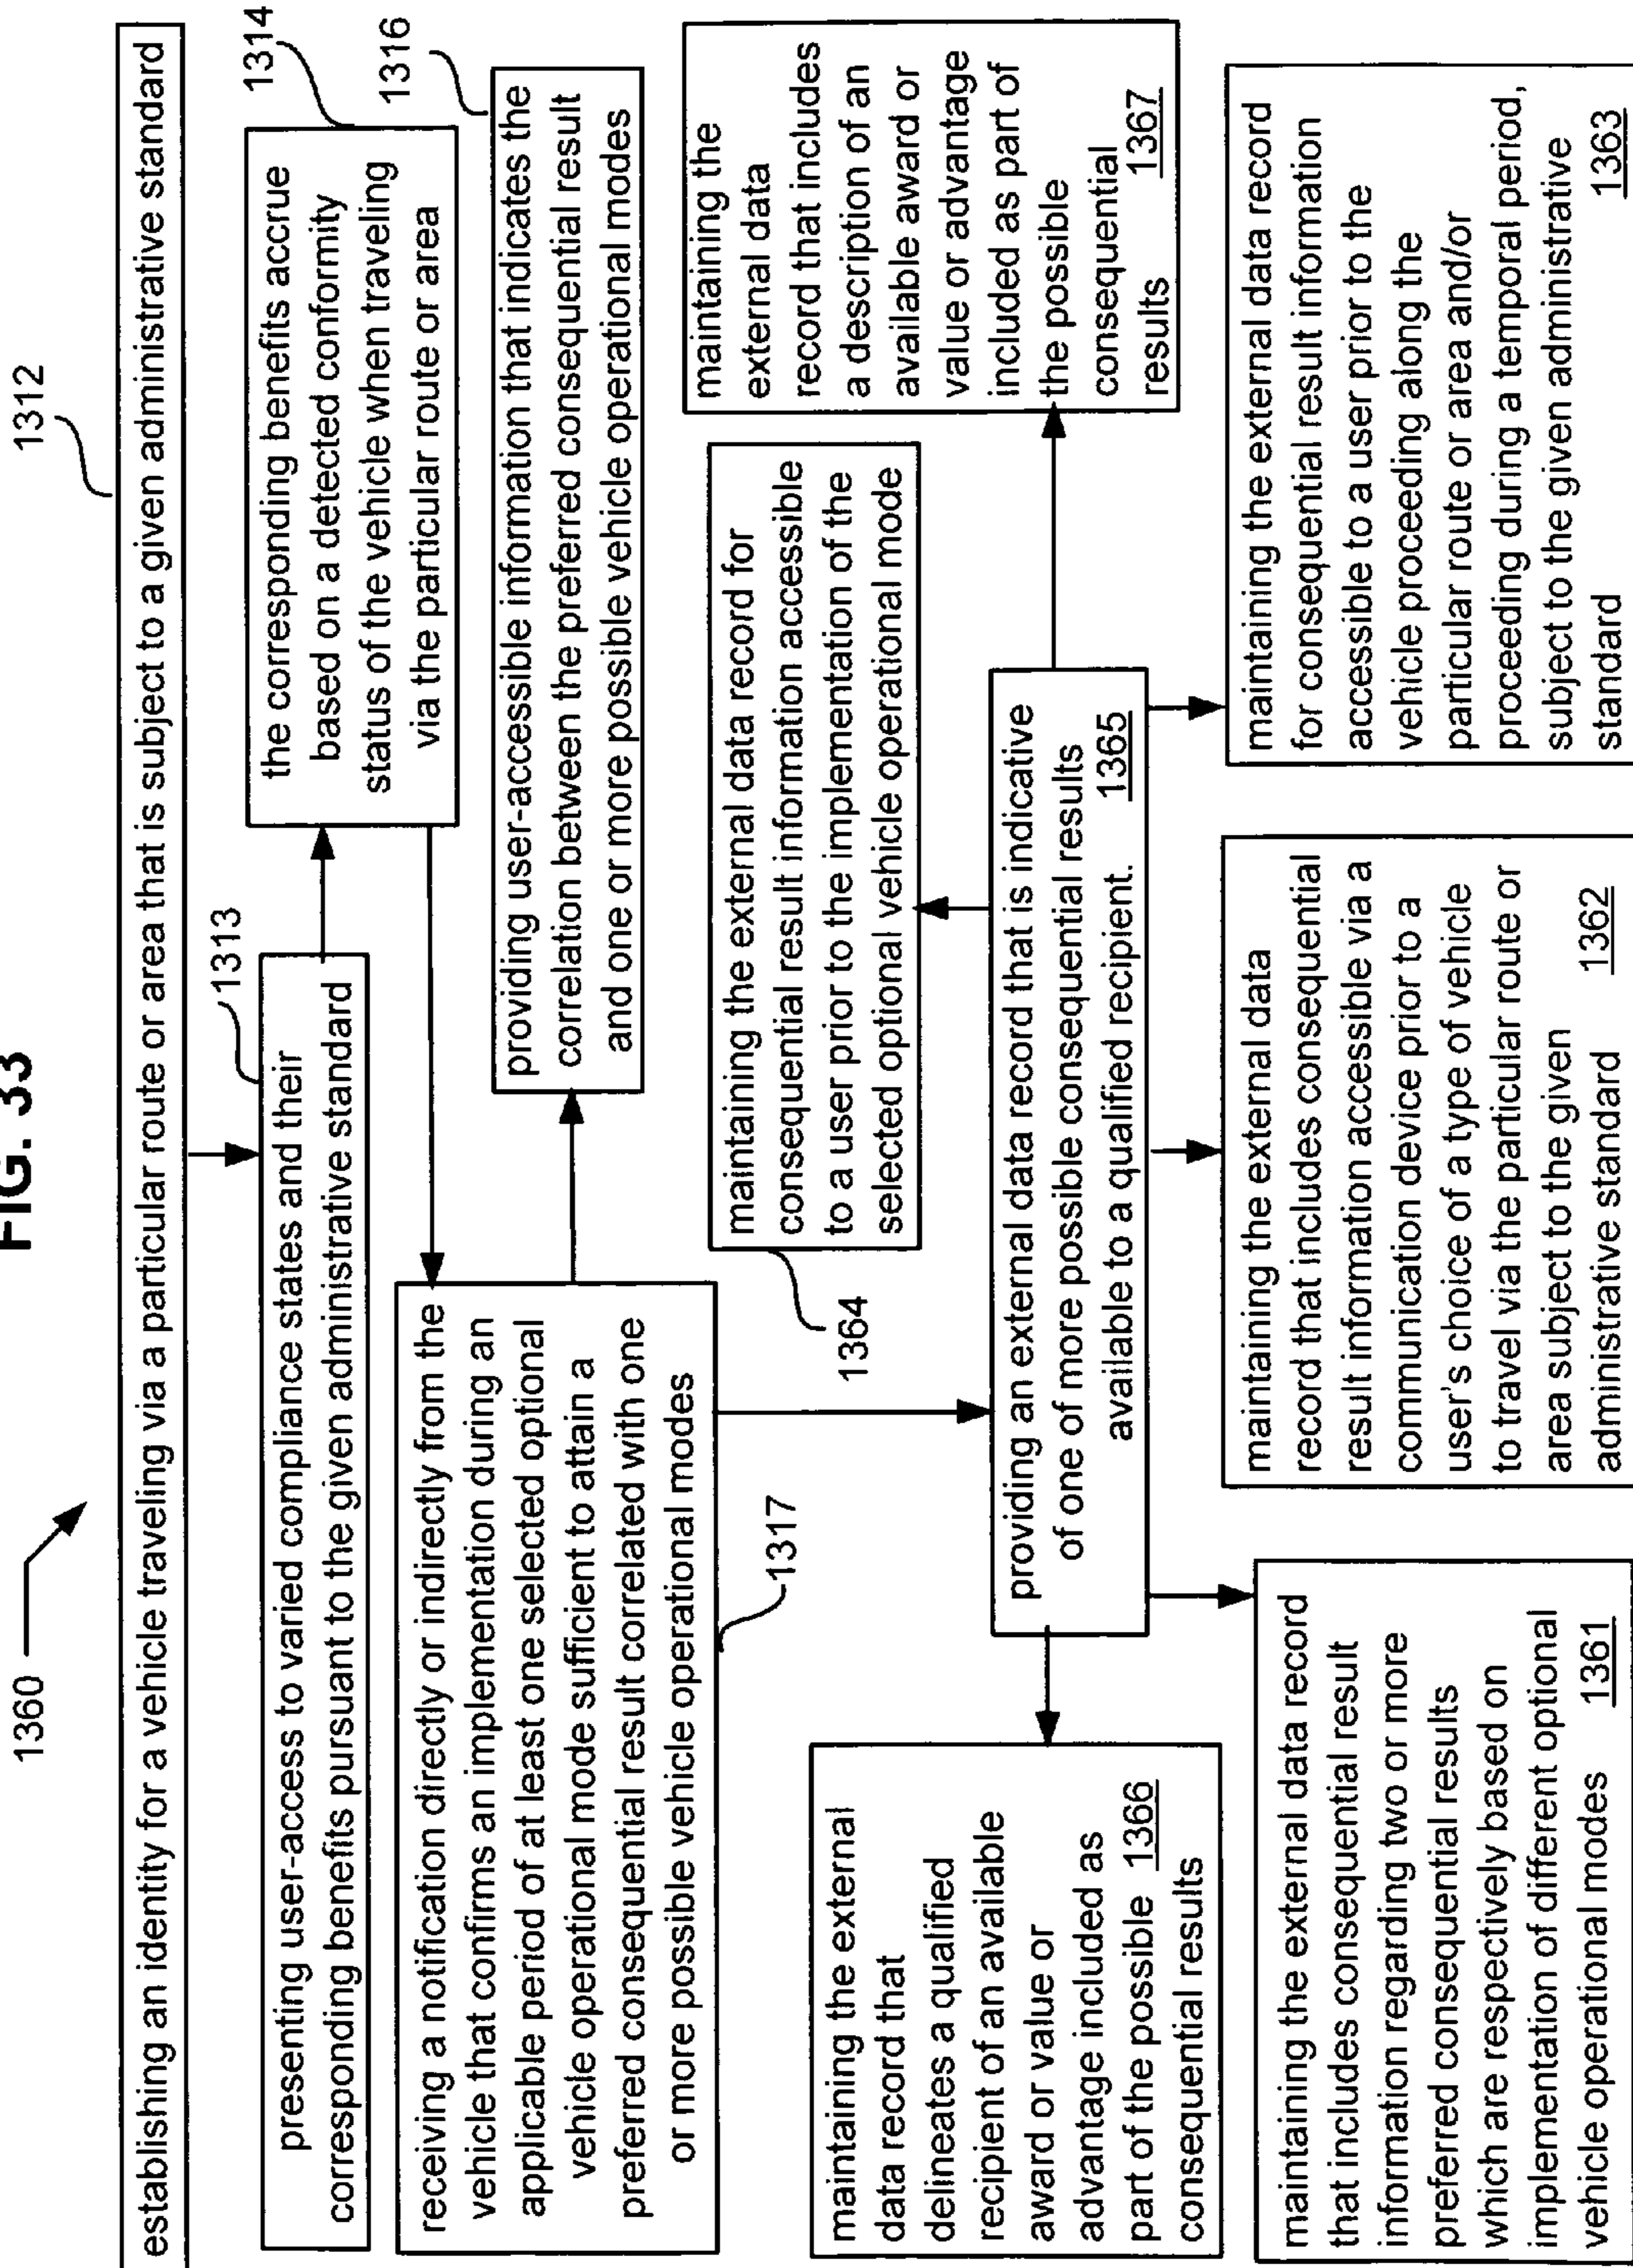 FIG. 33
1360
1312
establishing an identity for a vehicle traveling via a particular route or area that is subject to a given administrative standard
1313
presenting user-access to varied compliance states and their
corresponding benefits pursuant to the given administrative standard
1314
the corresponding benefits accrue
based on a detected conformity
status of the vehicle when traveling
via the particular route or area
receiving a notification directly or indirectly from the
vehicle that confirms an implementation during an
applicable period of at least one selected optional
vehicle operational mode sufficient to attain a
preferred consequential result correlated with one
or more possible vehicle operational modes
1317
1316
providing user-accessible information that indicates the
correlation between the preferred consequential result
and one or more possible vehicle operational modes
1364
maintaining the external data record for
consequential result information accessible
to a user prior to the implementation of the
selected optional vehicle operational mode
maintaining the
external data
record that includes
a description of an
available award or
value or advantage
included as part of
the possible
consequential
results 1367
maintaining the external
data record that
delineates a qualified
recipient of an available
award or value or
advantage included as
part of the possible 1366
consequential results
providing an external data record that is indicative
of one of more possible consequential results
available to a qualified recipient. 1365
maintaining the external data record
that includes consequential result
information regarding two or more
preferred consequential results
which are respectively based on
implementation of different optional
vehicle operational modes 1361
maintaining the external data
record that includes consequential
result information accessible via a
communication device prior to a
user's choice of a type of vehicle
to travel via the particular route or
area subject to the given
administrative standard 1362
maintaining the external data record
for consequential result information
accessible to a user prior to the
vehicle proceeding along the
particular route or area and/or
proceeding during a temporal period,
subject to the given administrative
standard 1363